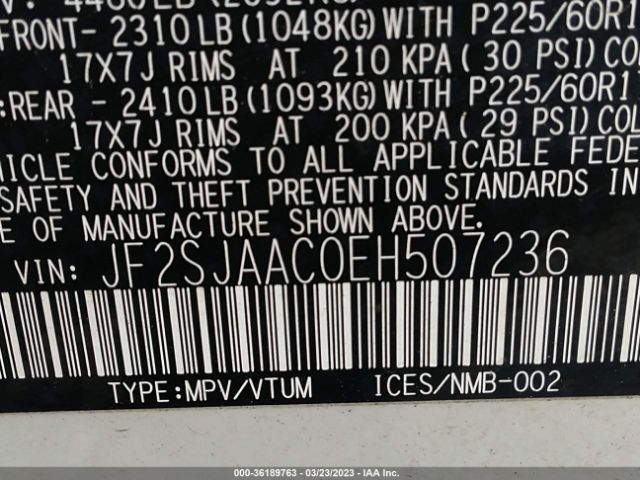 FRONT- 2310 LB (1048KG) WITH P225/60R1
17X7J RIMS AT 210 KPA ( 30 PSI) COL
:REAR - 2410 LB (1093KG) WITH P225/60R17
17X7J RIMS AT 200 KPA ( 29 PSI) COL
HICLE CONFORMS TO ALL APPLICABLE FEDE
SAFETY AND THEFT PREVENTION STANDARDS IN
E OF MANUFACTURE SHOWN ABOVE.
VIN: JF2SJAAC0EH507236
TYPE:MPV/VTUM ICES/NMB-002
000-36189763 - 03/23/2023 - IAA Inc.